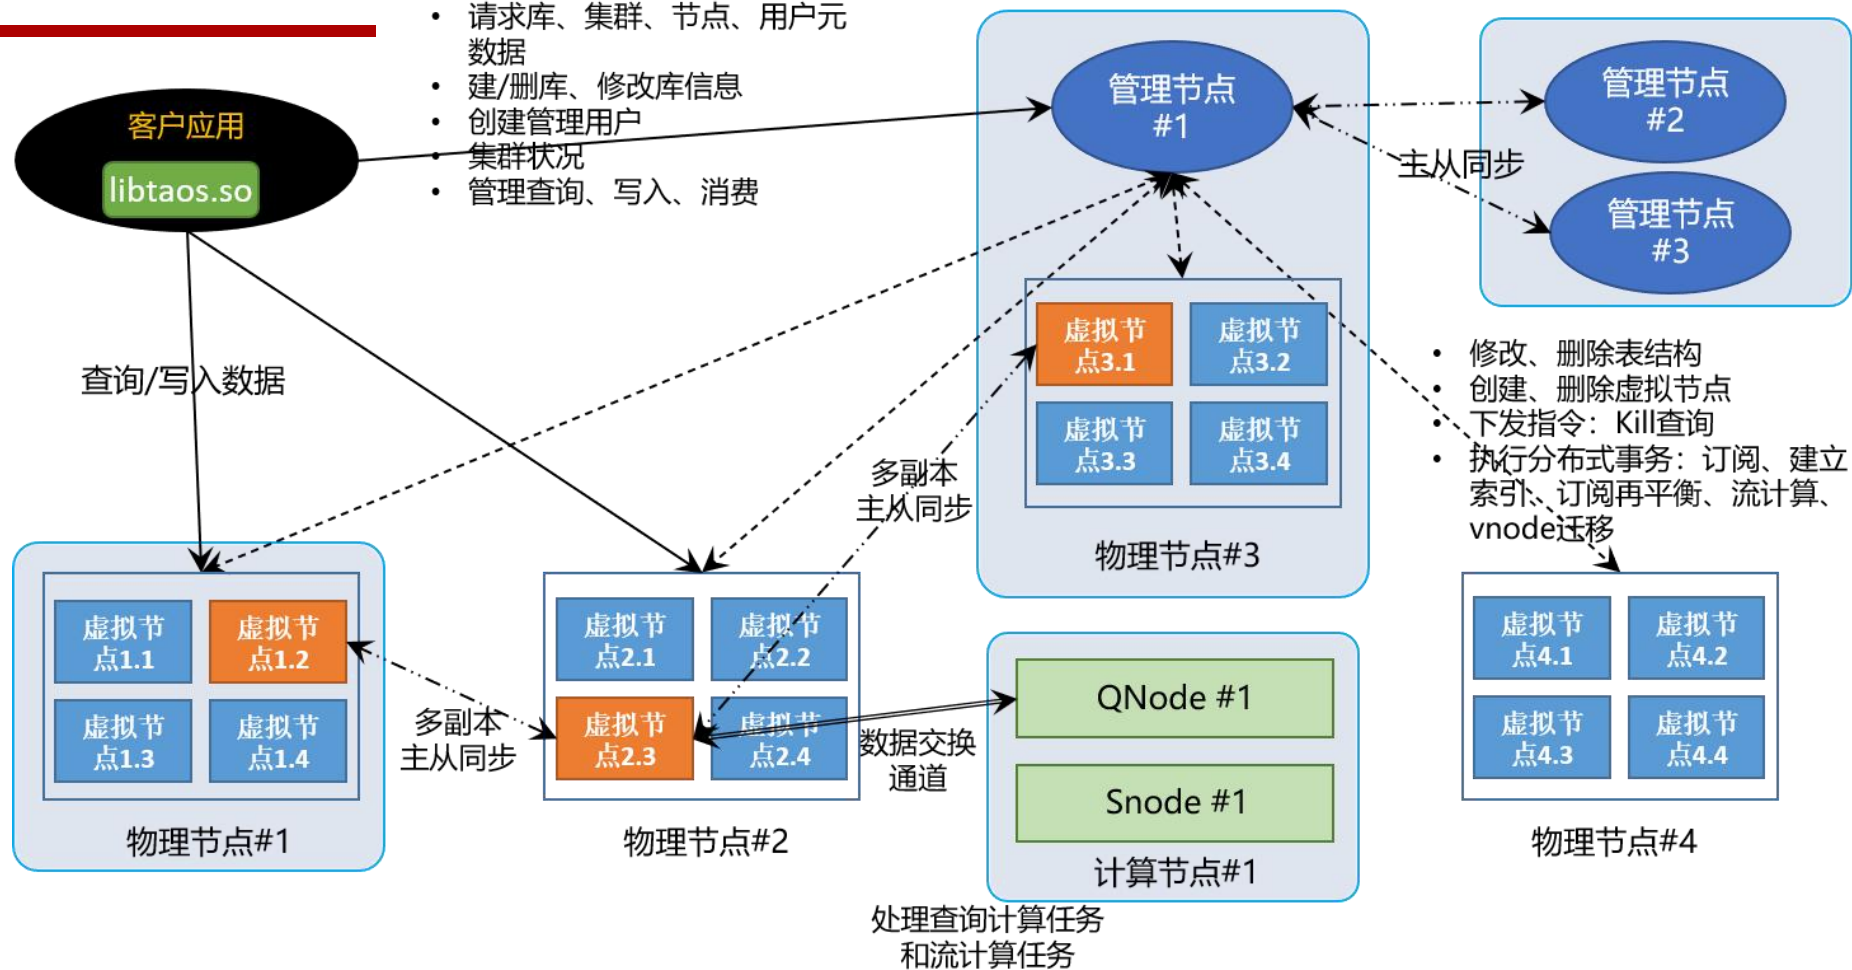 • 请求库、集群、节点、用户元
数据
• 建/删库、修改库信息
• 创建管理用户
• 集群状况
• 管理查询、写入、消费
客户应用
libtaos.so
管理节点
#1
管理节点
#2
主从同步
管理节点
#3
查询/写入数据
虚拟节
点3.1
虚拟节
点3.2
虚拟节
点3.3
虚拟节
点3.4
物理节点#3
• 修改、删除表结构
• 创建、删除虚拟节点
• 下发指令：Kill查询
• 执行分布式事务：订阅、建立
索引、订阅再平衡、流计算、
vnode迁移
多副本
主从同步
虚拟节
点1.1
虚拟节
点1.2
虚拟节
点1.3
虚拟节
点1.4
物理节点#1
多副本
主从同步
虚拟节
点2.1
虚拟节
点2.2
虚拟节
点2.3
虚拟节
点2.4
物理节点#2
数据交换
通道
QNode #1
Snode #1
计算节点#1
处理查询计算任务
和流计算任务
虚拟节
点4.1
虚拟节
点4.2
虚拟节
点4.3
虚拟节
点4.4
物理节点#4